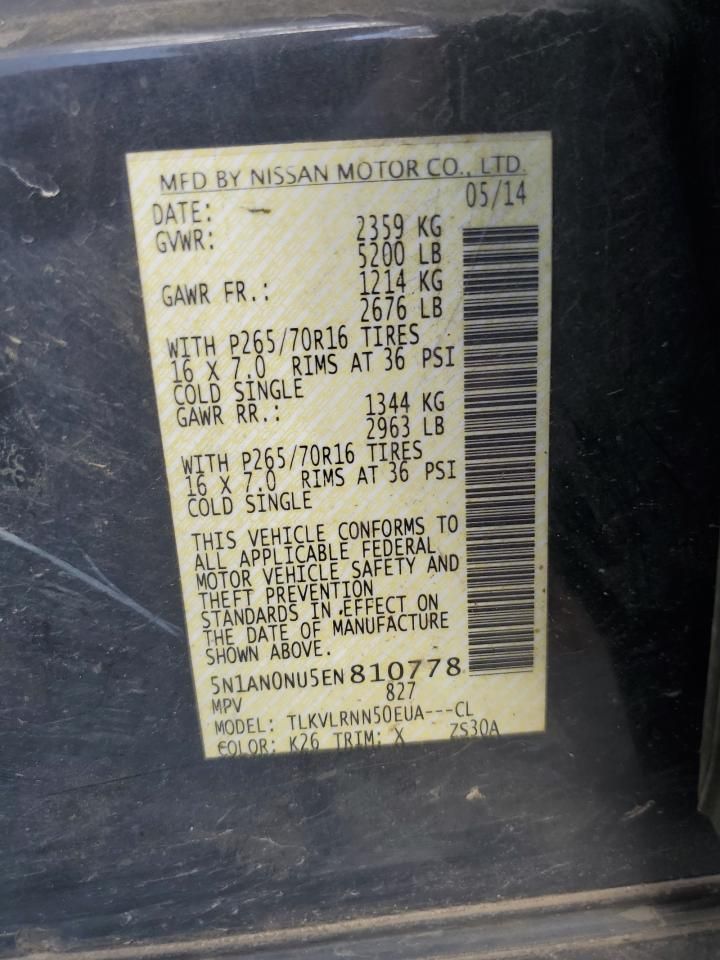 MFD BY NISSAN MOTOR CO., LTD.
DATE: 05/14
GVWR: 2359 KG
5200 LB
GAWR FR.: 1214 KG
2676 LB
WITH P265/70R16 TIRES
16 X 7.0 RIMS AT 36 PSI
COLD SINGLE
GAWR RR.: 1344 KG
2963 LB
WITH P265/70R16 TIRES
16 X 7.0 RIMS AT 36 PSI
COLD SINGLE
THIS VEHICLE CONFORMS TO
ALL APPLICABLE FEDERAL
MOTOR VEHICLE SAFETY AND
THEFT PREVENTION
STANDARDS IN EFFECT ON
THE DATE OF MANUFACTURE
SHOWN ABOVE.
5N1AN0NU5EN810778
MPV 827
MODEL: TLKVLRNN50EUA---CL
COLOR: K26 TRIM: X ZS30A